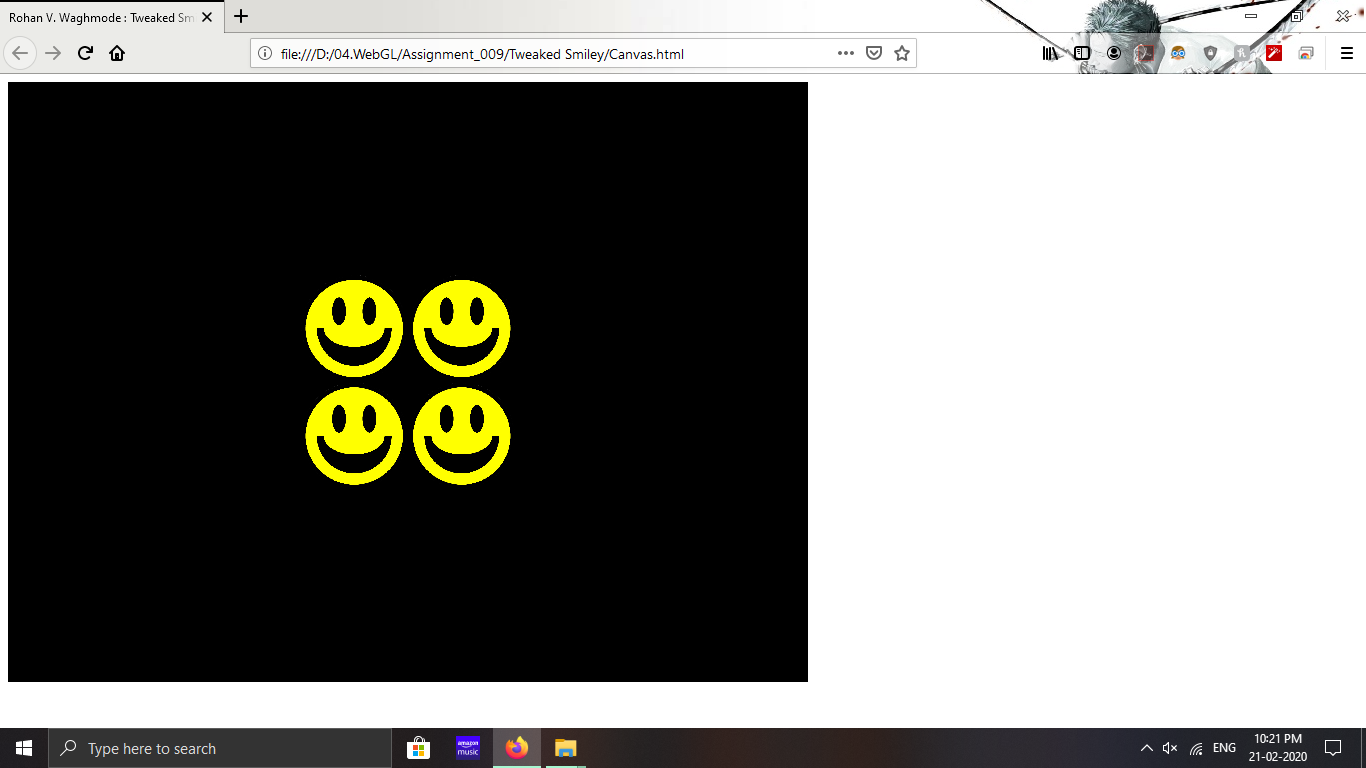 Rohan V. Waghmode : Tweaked Sm
file:///D:/04.WebGL/Assignment_009/Tweaked Smiley/Canvas.html
Type here to search
amazon
music
ENG
10:21 PM
21-02-2020